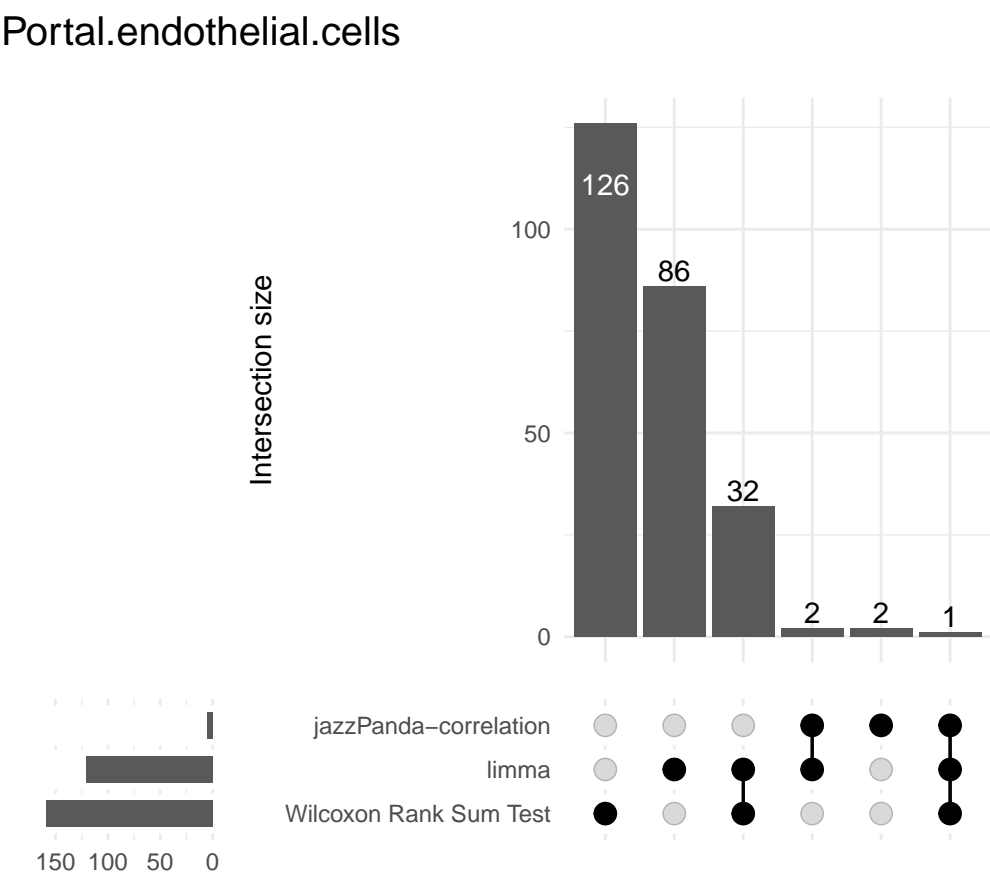 Portal.endothelial.cells
Intersection size
100
50
0
126
86
32
2
2
1
jazzPanda−correlation
limma
Wilcoxon Rank Sum Test
150 100 50 0